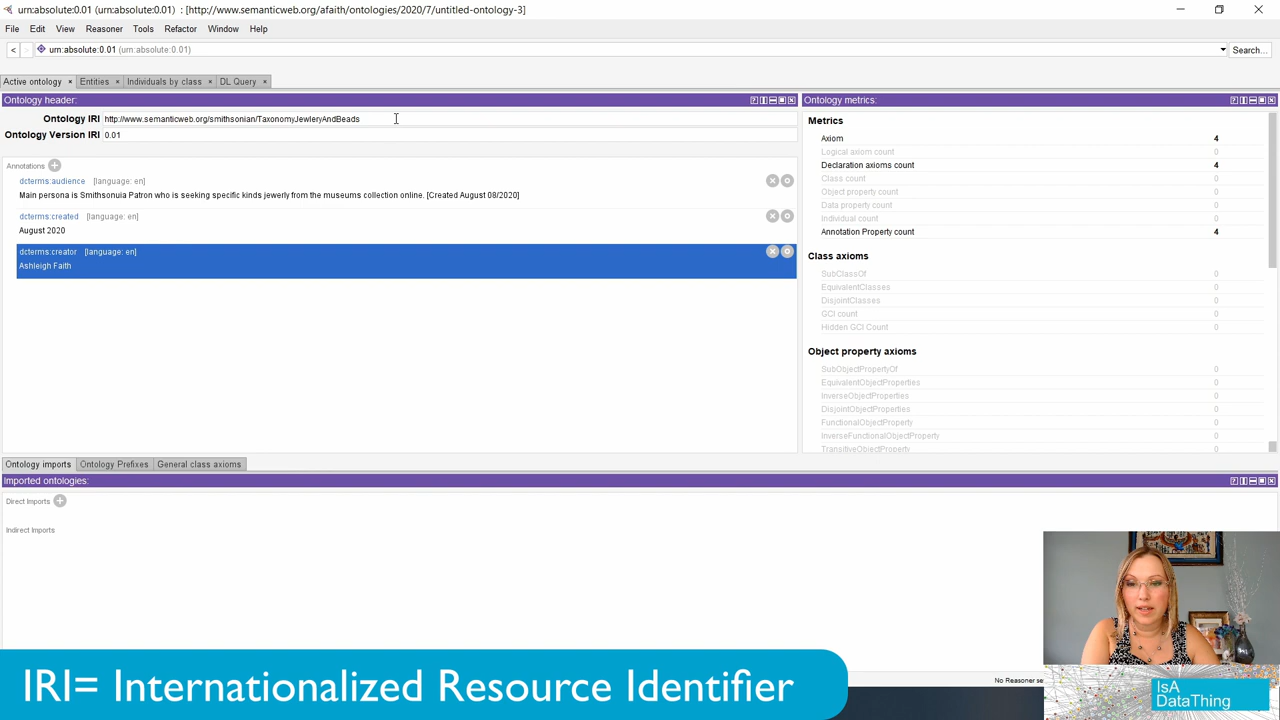 urn:absolute:0.01 (urn:absolute:0.01) : [http://www.semanticweb.org/afaith/ontologies/2020/7/untitled-ontology-3]
File Edit View Reasoner Tools Refactor Window Help
< > urn:absolute:0.01 (urn:absolute:0.01) Search...
Active ontology × Entities × Individuals by class × DL Query ×
Ontology header:
Ontology IRI http://www.semanticweb.org/smithsonian/TaxonomyJewleryAndBeads
Ontology Version IRI 0.01
Annotations
dcterms:audience [language: en]
Main persona is Smithsonuia Patron who is seeking specific kinds jewerly from the museums collection online. [Created August 08/2020]
dcterms:created [language: en]
August 2020
dcterms:creator [language: en]
Ashleigh Faith
Ontology metrics:
Metrics
Axiom 4
Logical axiom count 0
Declaration axioms count 4
Class count 0
Object property count 0
Data property count 0
Individual count 0
Annotation Property count 4
Class axioms
SubClassOf 0
EquivalentClasses 0
DisjointClasses 0
GCI count 0
Hidden GCI Count 0
Object property axioms
SubObjectPropertyOf 0
EquivalentObjectProperties 0
InverseObjectProperties 0
DisjointObjectProperties 0
FunctionalObjectProperty 0
InverseFunctionalObjectProperty 0
TransitiveObjectProperty 0
Ontology imports Ontology Prefixes General class axioms
Imported ontologies:
Direct Imports
Indirect Imports
No Reasoner se
IRI= Internationalized Resource Identifier
IsA
DataThing